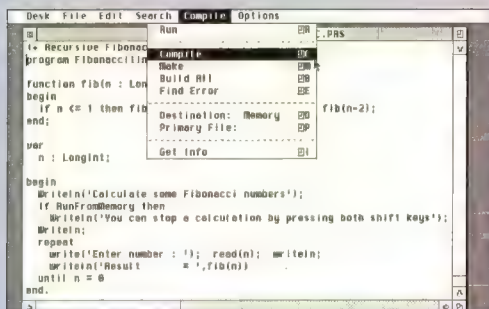 Desk File Edit Search Compile Options
Run
C.PAS
Compile
Make
Build All
Find Error
Destination: Memory
Primary File:
Get Info
(* Recursive Fibonac
program Fibonacci
function fib(n : Lon
begin
if n <= 1 then fib fib(n-2);
end;
var
n : Longint;
begin
Writeln('Calculate some Fibonacci numbers');
If RunFromMemory then
Writeln('You can stop a calculation by pressing both shift keys');
Writeln;
repeat
write('Enter number : '); read(n); writeln;
writeln('Result = ',fib(n))
until n = 0
end.